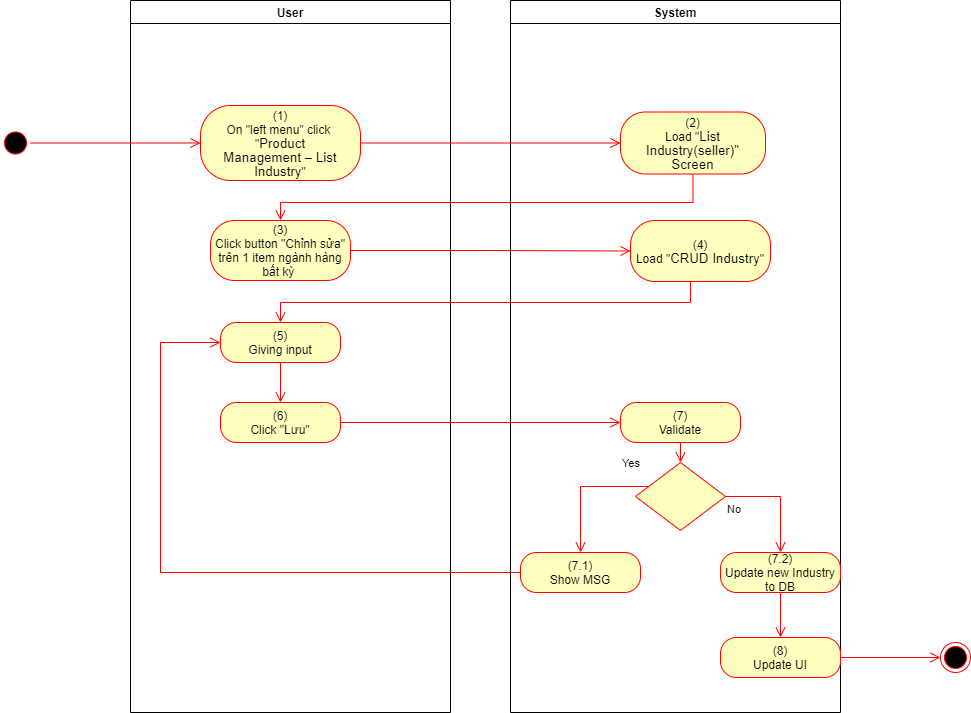 User
System
(1)
On "left menu" click
"Product
Management – List
Industry"
(2)
Load "List
Industry(seller)"
Screen
(3)
Click button "Chỉnh sửa"
trên 1 item ngành hàng
bất kỳ
(4)
Load "CRUD Industry"
(5)
Giving input
(6)
Click "Lưu"
(7)
Validate
Yes
No
(7.1)
Show MSG
(7.2)
Update new Industry
to DB
(8)
Update UI